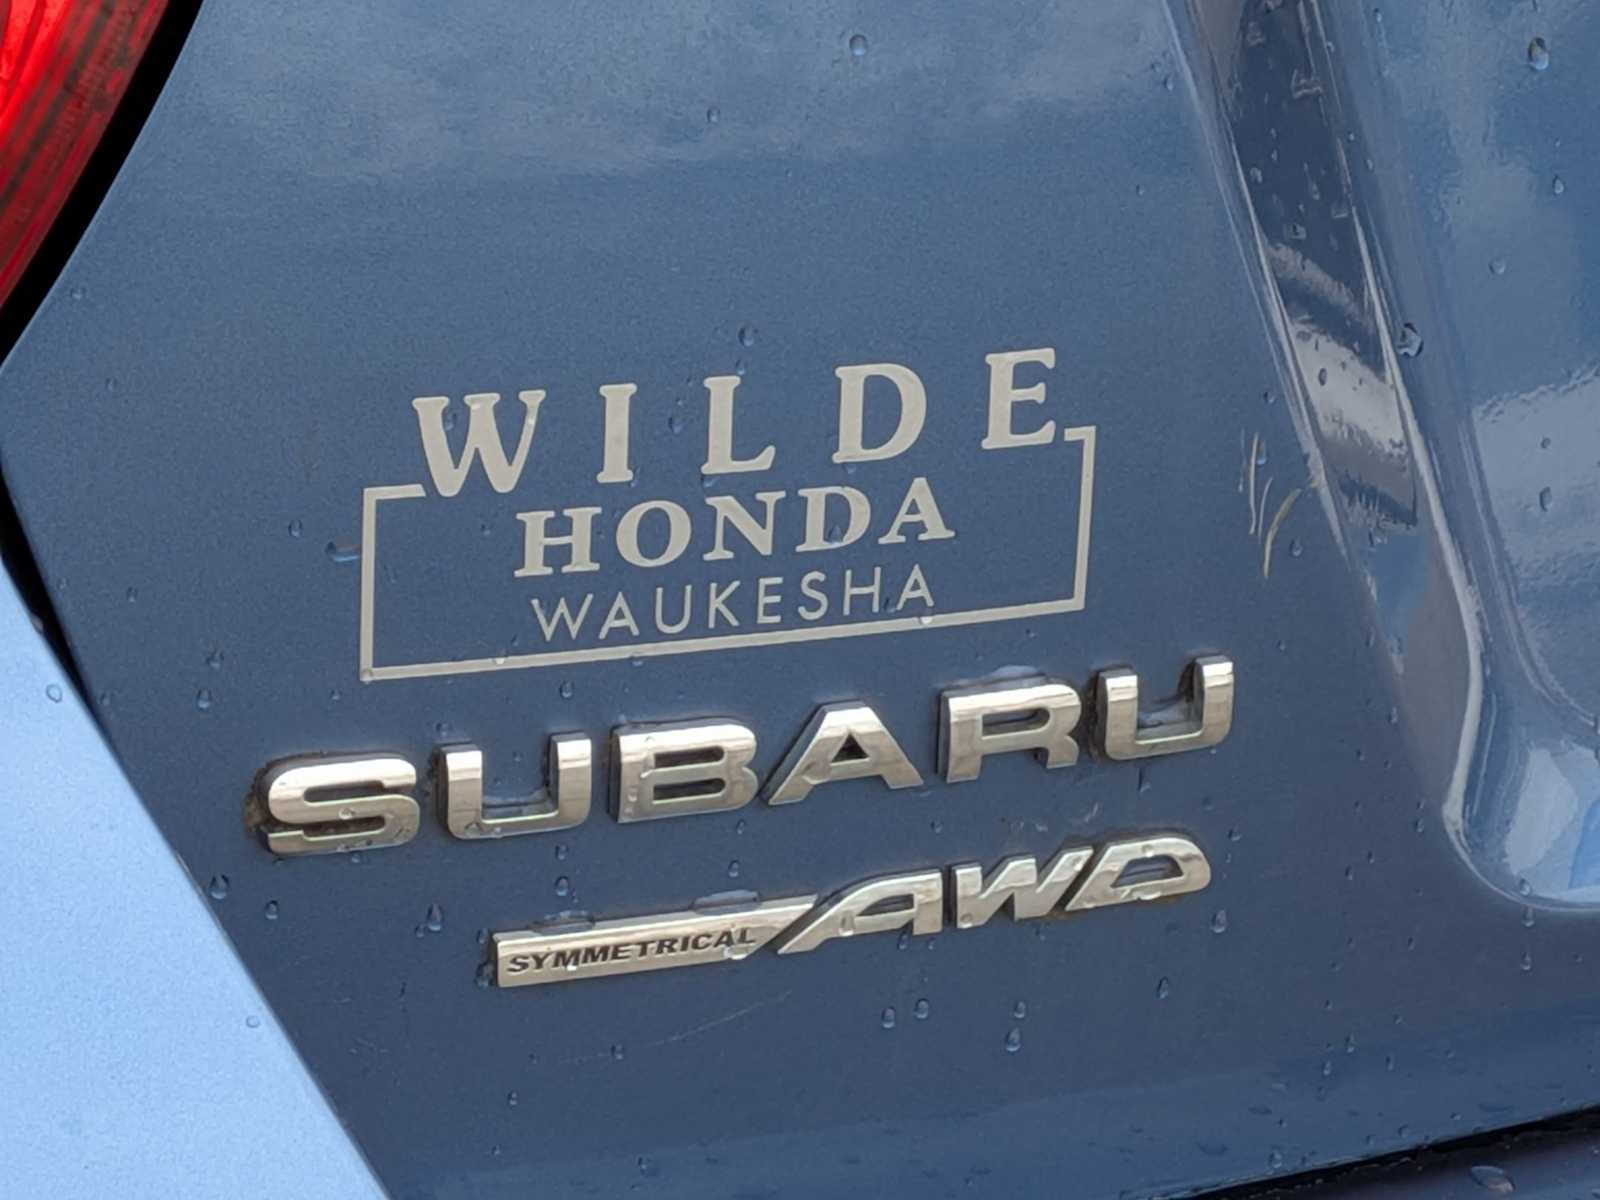 WILDE
HONDA
WAUKESHA
SUBARU
SYMMETRICAL AWD